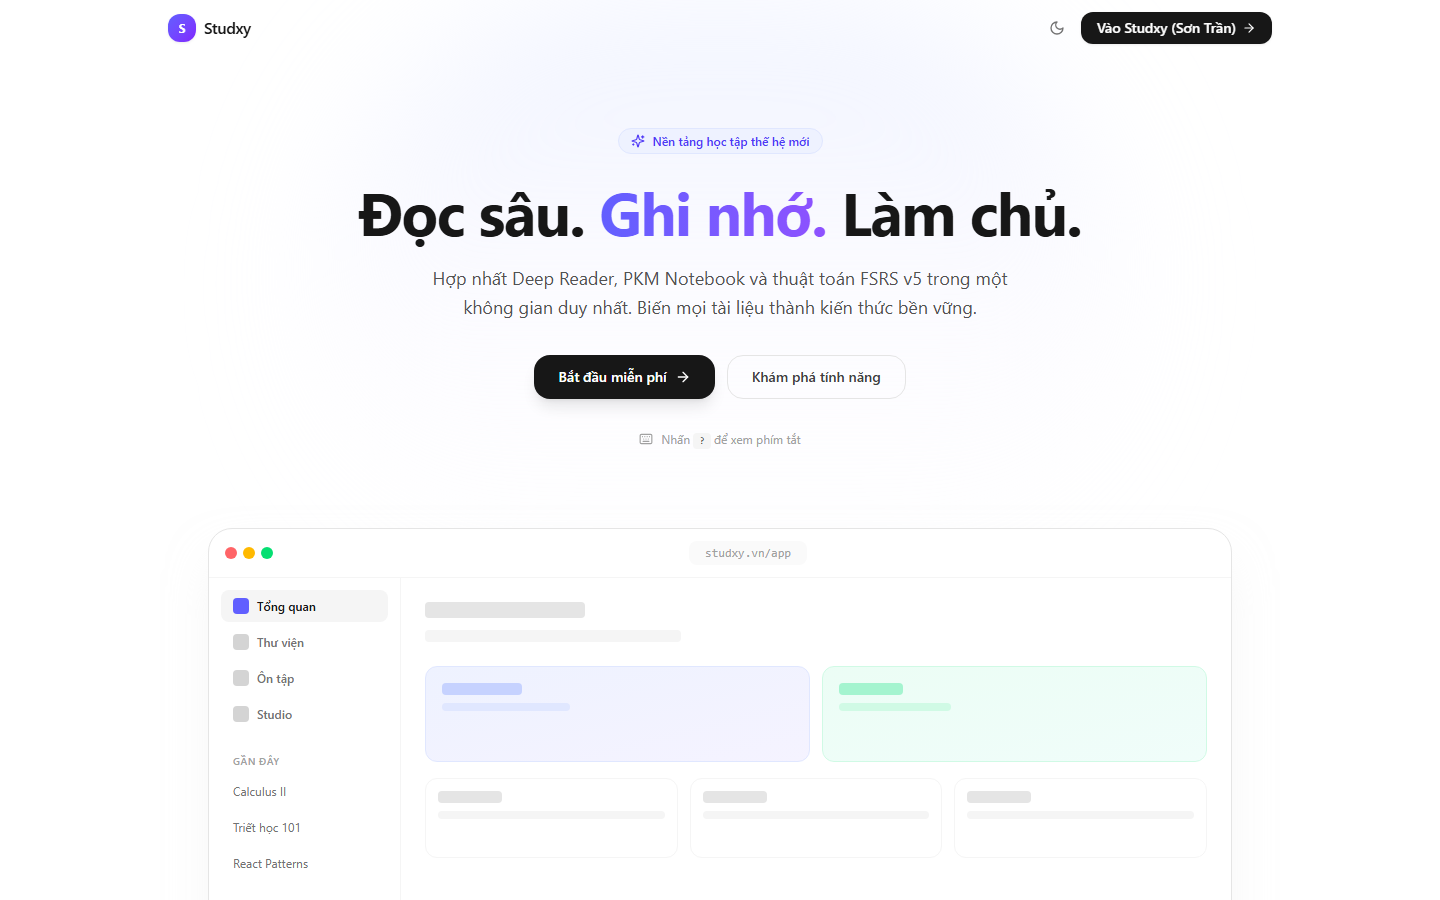 S Studxy
Vào Studxy (Sơn Trần)
Nền tảng học tập thế hệ mới
Đọc sâu. Ghi nhớ. Làm chủ.
Hợp nhất Deep Reader, PKM Notebook và thuật toán FSRS v5 trong một
không gian duy nhất. Biến mọi tài liệu thành kiến thức bền vững.
Bắt đầu miễn phí
Khám phá tính năng
Nhấn ? để xem phím tắt
studxy.vn/app
Tổng quan
Thư viện
Ôn tập
Studio
GẦN ĐÂY
Calculus II
Triết học 101
React Patterns